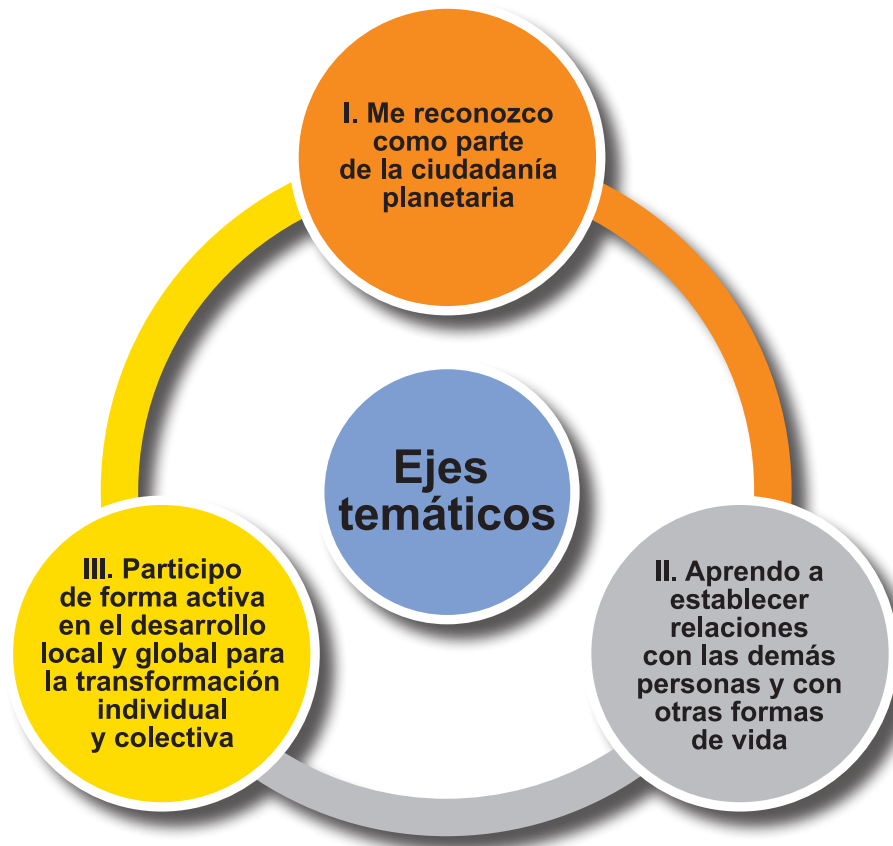 I. Me reconozco
como parte
de la ciudadanía
planetaria
Ejes
temáticos
III. Participo
de forma activa
en el desarrollo
local y global para
la transformación
individual
y colectiva
II. Aprendo a
establecer
relaciones
con las demás
personas y con
otras formas
de vida